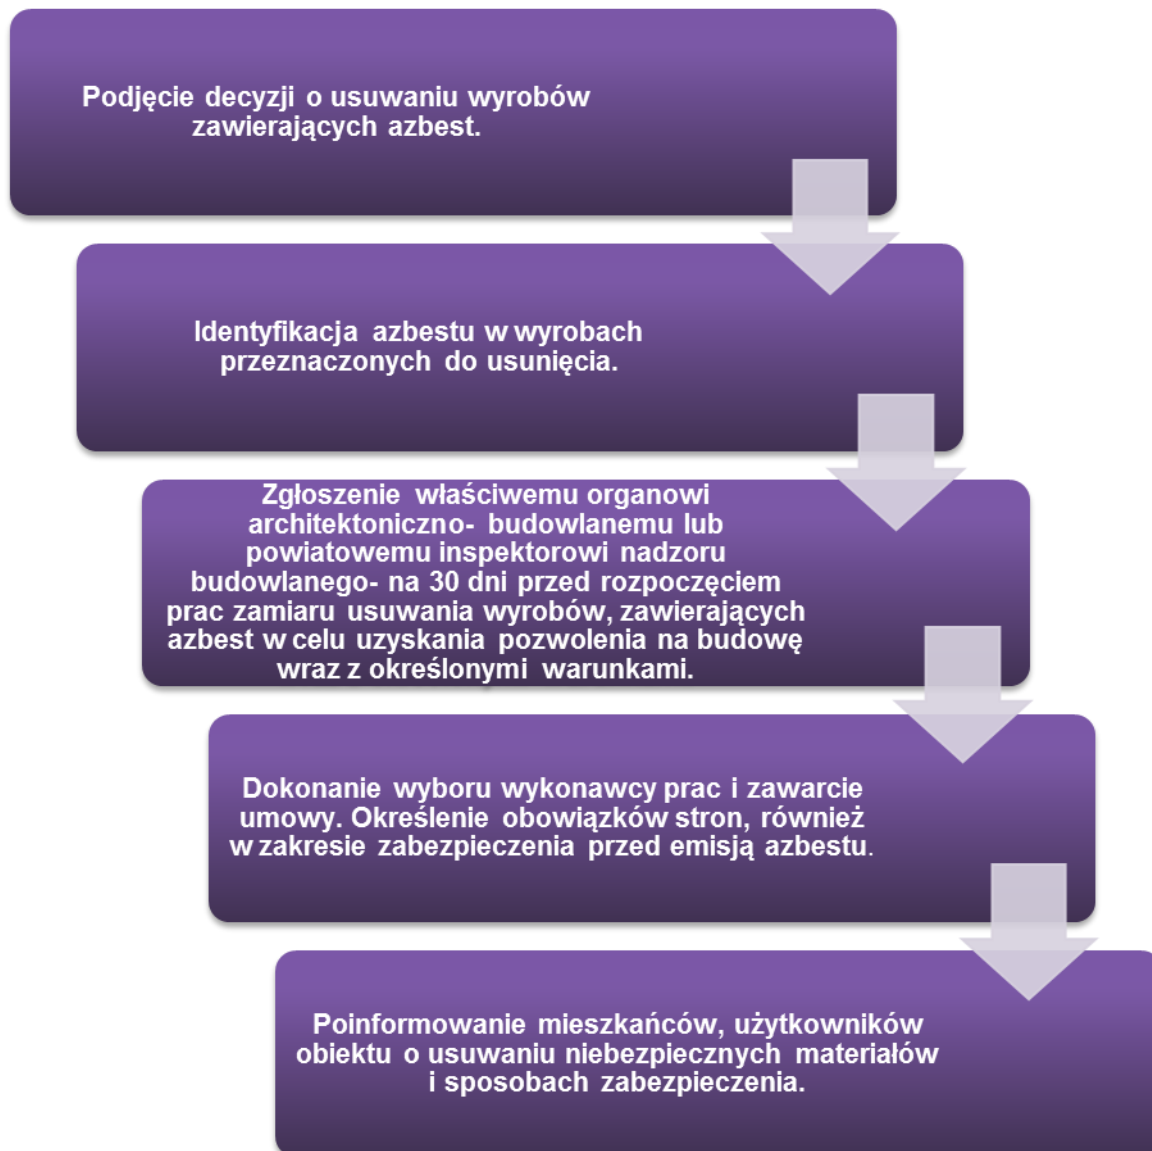 Podjęcie decyzji o usuwaniu wyrobów
zawierających azbest.
Identyfikacja azbestu w wyrobach
przeznaczonych do usunięcia.
Zgłoszenie właściwemu organowi
architektoniczno- budowlanemu lub
powiatowemu inspektorowi nadzoru
budowlanego- na 30 dni przed rozpoczęciem
prac zamiaru usuwania wyrobów, zawierających
azbest w celu uzyskania pozwolenia na budowę
wraz z określonymi warunkami.
Dokonanie wyboru wykonawcy prac i zawarcie
umowy. Określenie obowiązków stron, również
w zakresie zabezpieczenia przed emisją azbestu.
Poinformowanie mieszkańców, użytkowników
obiektu o usuwaniu niebezpiecznych materiałów
i sposobach zabezpieczenia.